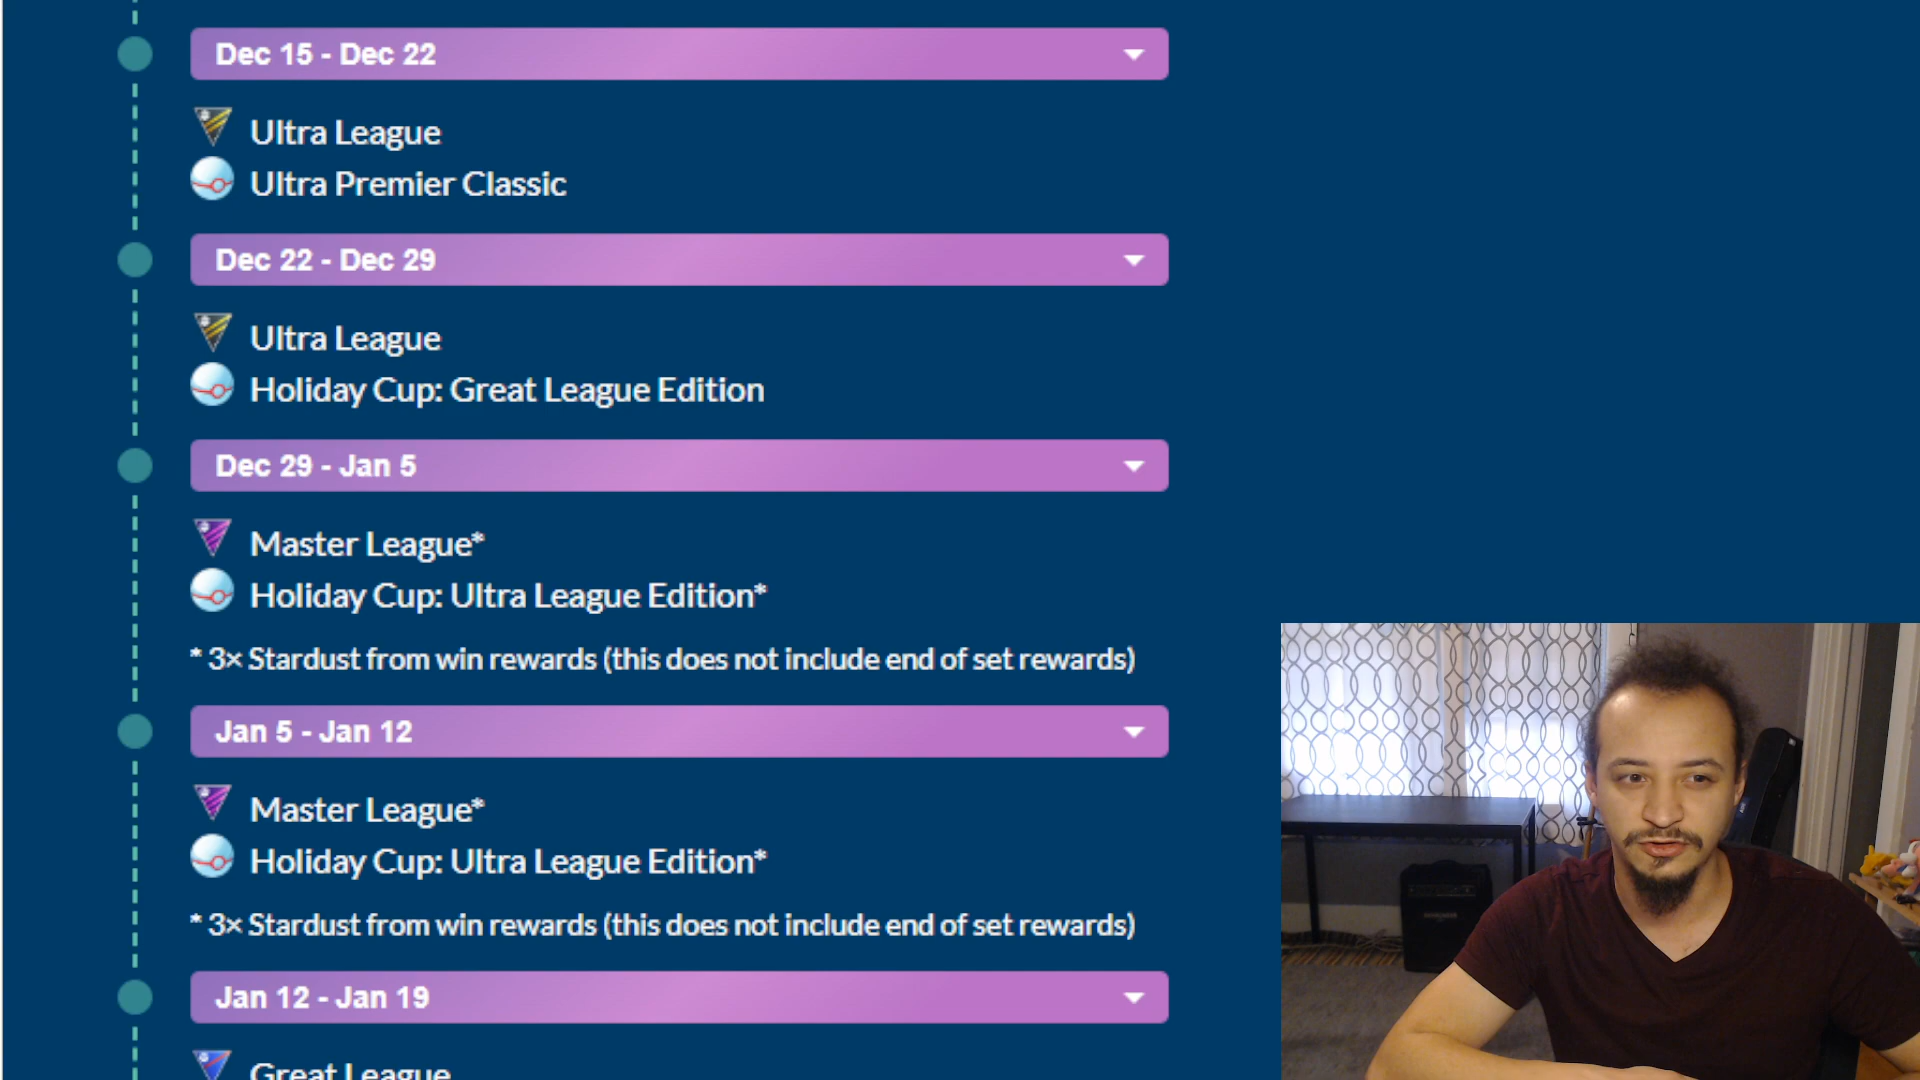 Dec 15 - Dec 22
Ultra League
Ultra Premier Classic
Dec 22 - Dec 29
Ultra League
Holiday Cup: Great League Edition
Dec 29 - Jan 5
Master League*
Holiday Cup: Ultra League Edition*
* 3× Stardust from win rewards (this does not include end of set rewards)
Jan 5 - Jan 12
Master League*
Holiday Cup: Ultra League Edition*
* 3× Stardust from win rewards (this does not include end of set rewards)
Jan 12 - Jan 19
Great League